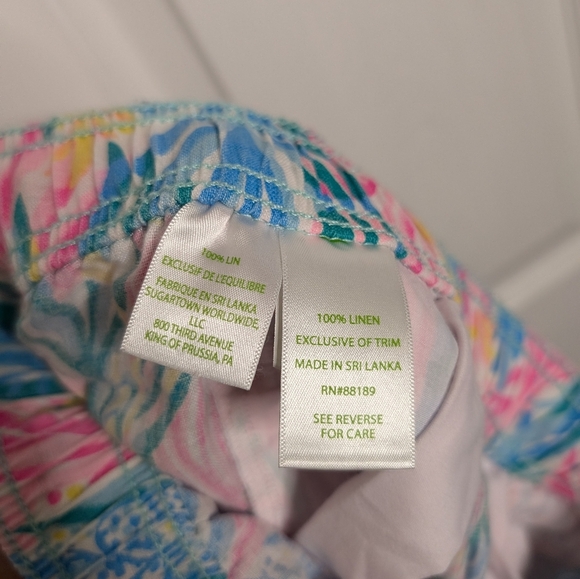 100% LIN
EXCLUSIF DE L'EQUILIBRE
FABRIQUE EN SRI LANKA
SUGARTOWN WORLDWIDE
LLC
800 THIRD AVENUE
KING OF PRUSSIA, PA
100% LINEN
EXCLUSIVE OF TRIM
MADE IN SRI LANKA
RN#88189
SEE REVERSE
FOR CARE